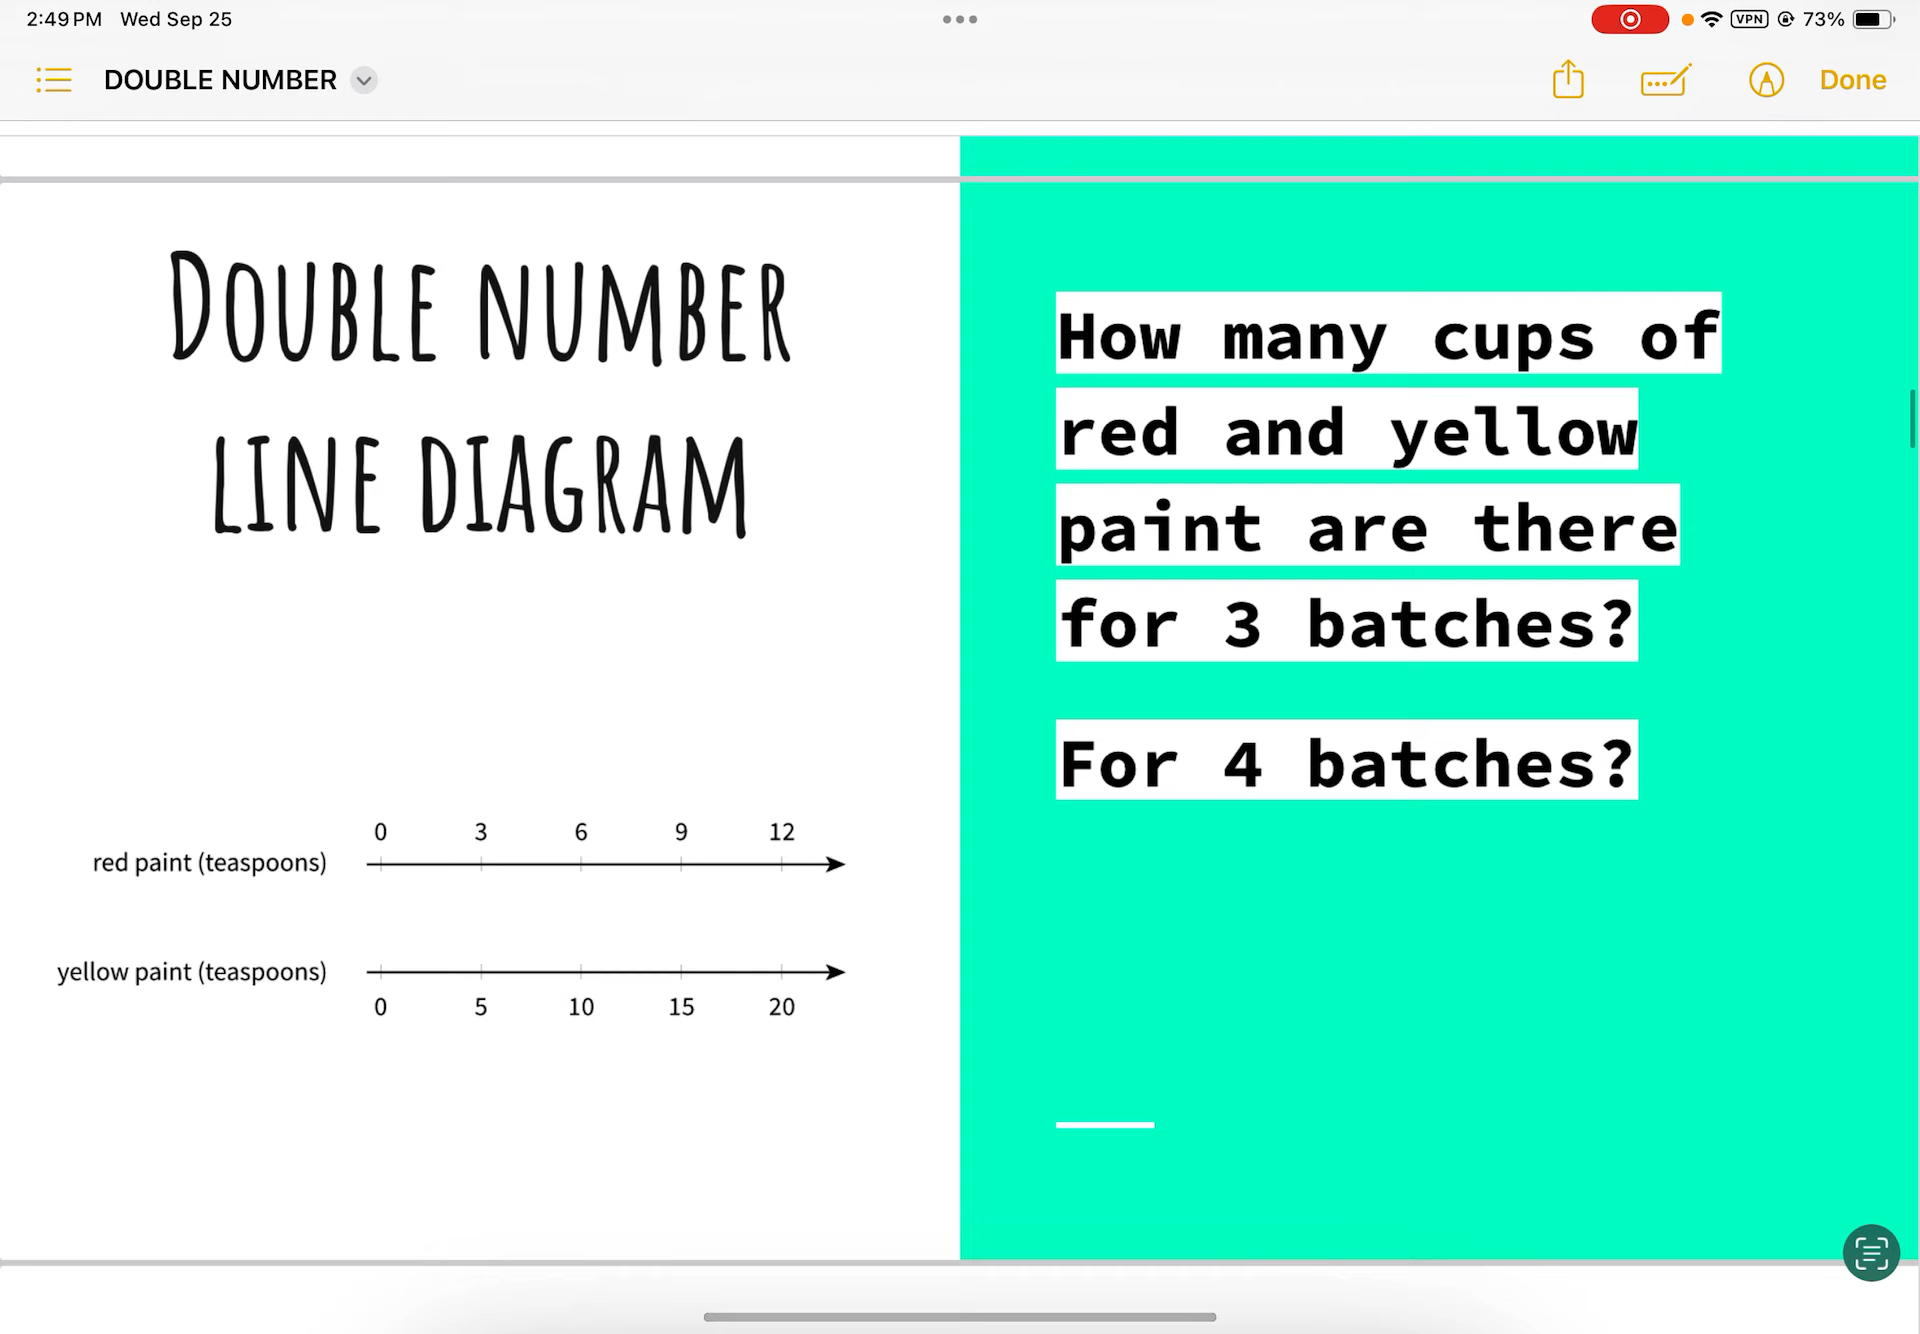 2:49 PM Wed Sep 25
VPN 73%
DOUBLE NUMBER
Done
DOUBLE NUMBER
LINE DIAGRAM
0 3 6 9 12
red paint (teaspoons)
yellow paint (teaspoons)
0 5 10 15 20
How many cups of
red and yellow
paint are there
for 3 batches?
For 4 batches?